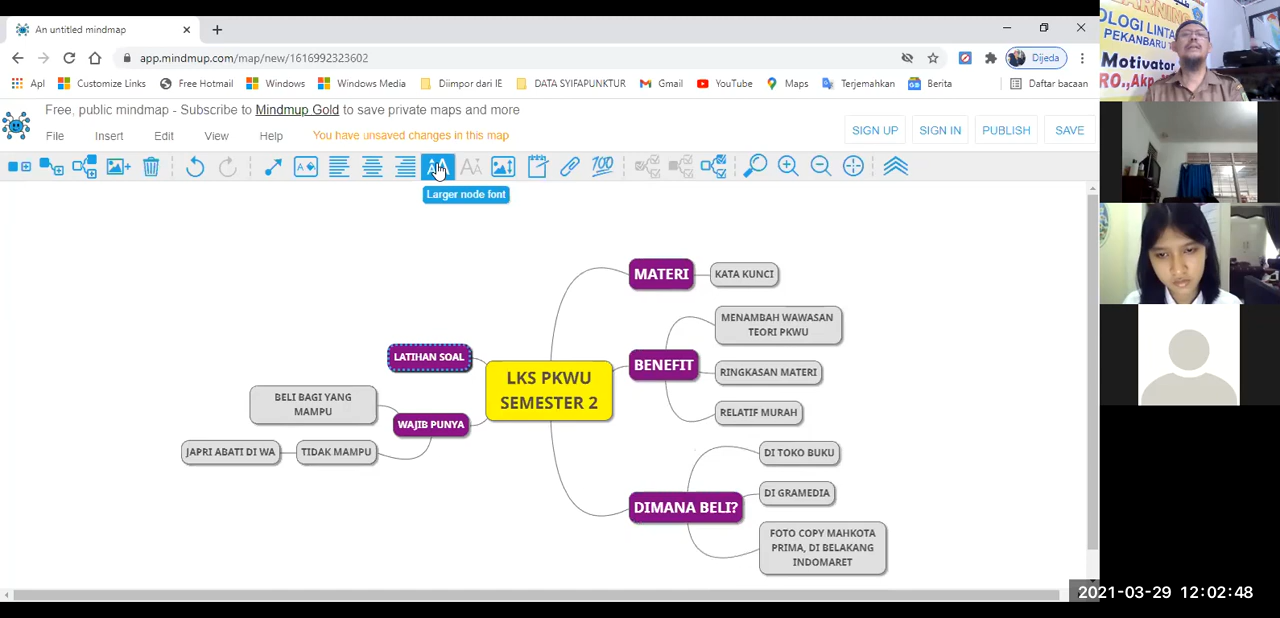 An untitled mindmap
app.mindmup.com/map/new/1616992323602
Dijeda
Apl
Customize Links
Free Hotmail
Windows
Windows Media
Diimpor dari IE
DATA SYIFAPUNKTUR
Gmail
YouTube
Maps
Terjemahkan
Berita
Daftar bacaan
Free, public mindmap - Subscribe to Mindmup Gold to save private maps and more
File
Insert
Edit
View
Help
You have unsaved changes in this map
SIGN UP
SIGN IN
PUBLISH
SAVE
Larger node font
MATERI
KATA KUNCI
MENAMBAH WAWASAN
TEORI PKWU
BENEFIT
RINGKASAN MATERI
RELATIF MURAH
LATIHAN SOAL
LKS PKWU
SEMESTER 2
BELI BAGI YANG
MAMPU
WAJIB PUNYA
JAPRI ABATI DI WA
TIDAK MAMPU
DI TOKO BUKU
DI GRAMEDIA
DIMANA BELI?
FOTO COPY MAHKOTA
PRIMA, DI BELAKANG
INDOMARET
OLOGI LINTA
PEKANBARU
Motivator
2021-03-29 12:02:48